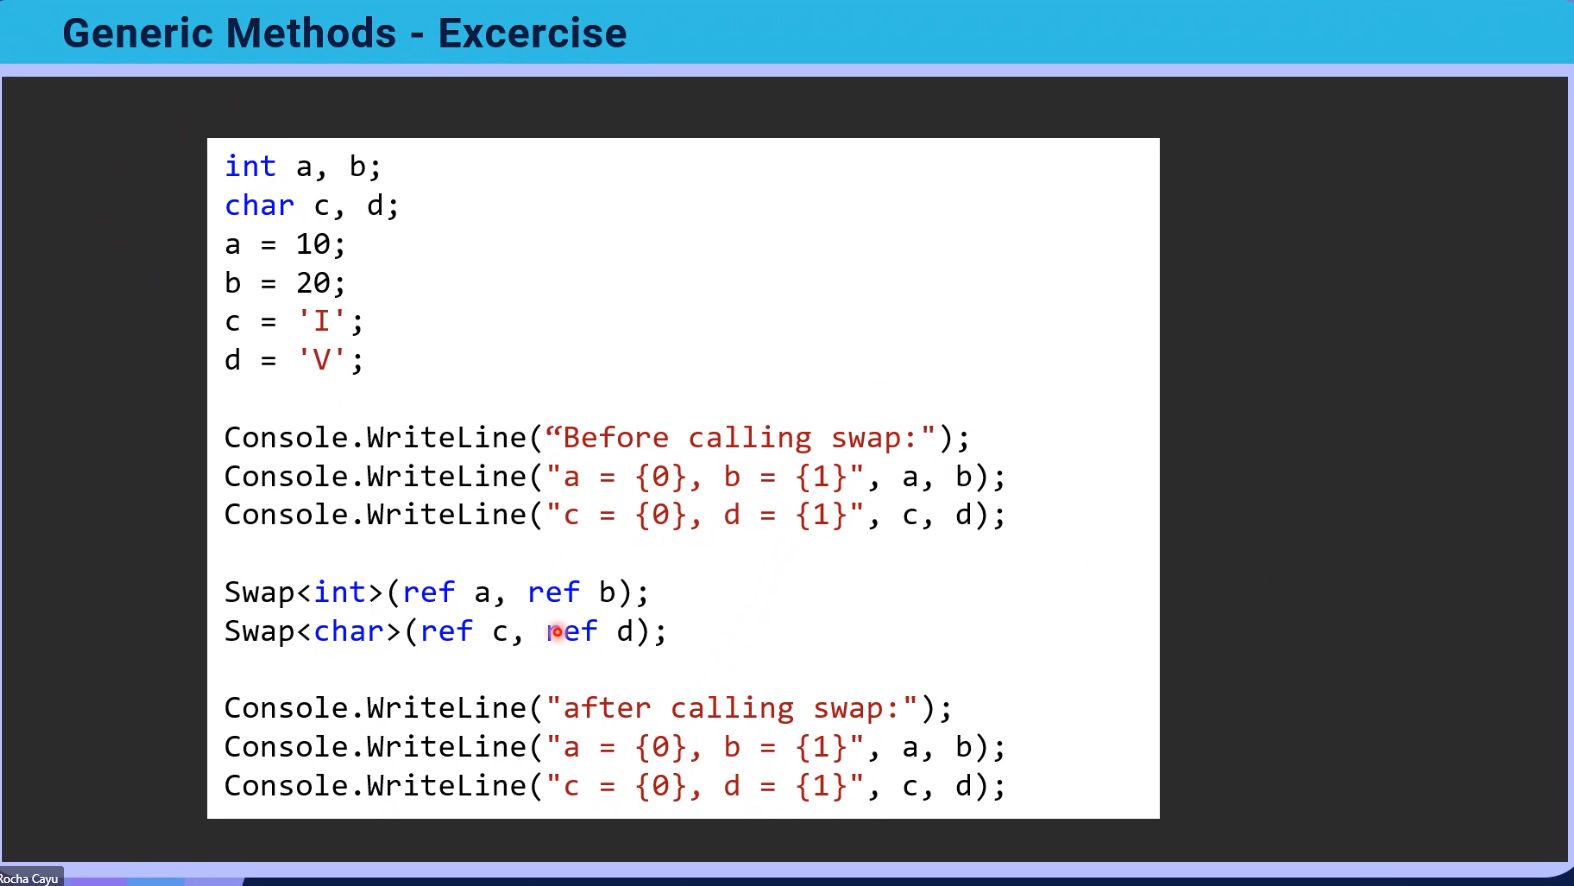 Generic Methods - Excercise
int a, b;
char c, d;
a = 10;
b = 20;
c = 'I';
d = 'V';
Console.WriteLine(“Before calling swap:");
Console.WriteLine("a = {0}, b = {1}", a, b);
Console.WriteLine("c = {0}, d = {1}", c, d);
Swap<int>(ref a, ref b);
Swap<char>(ref c, ref d);
Console.WriteLine("after calling swap:");
Console.WriteLine("a = {0}, b = {1}", a, b);
Console.WriteLine("c = {0}, d = {1}", c, d);
Rocha Cayu